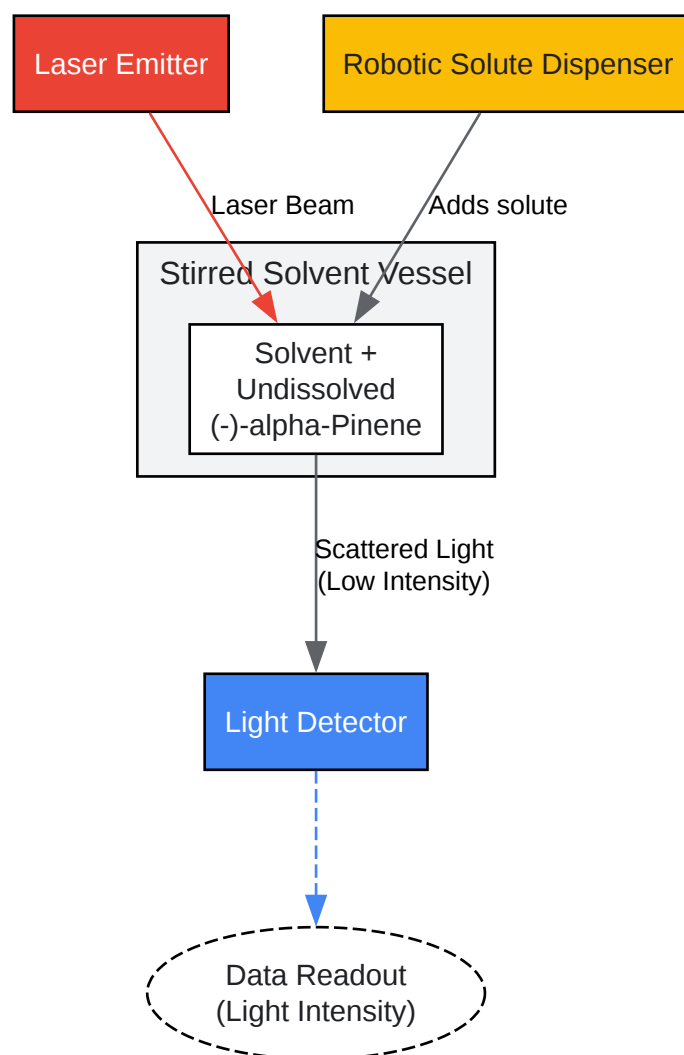 Laser Emitter
Robotic Solute Dispenser
Laser Beam
Adds solute
Stirred Solvent Vessel
Solvent +
Undissolved
(-)-alpha-Pinene
Scattered Light
(Low Intensity)
Light Detector
Data Readout
(Light Intensity)